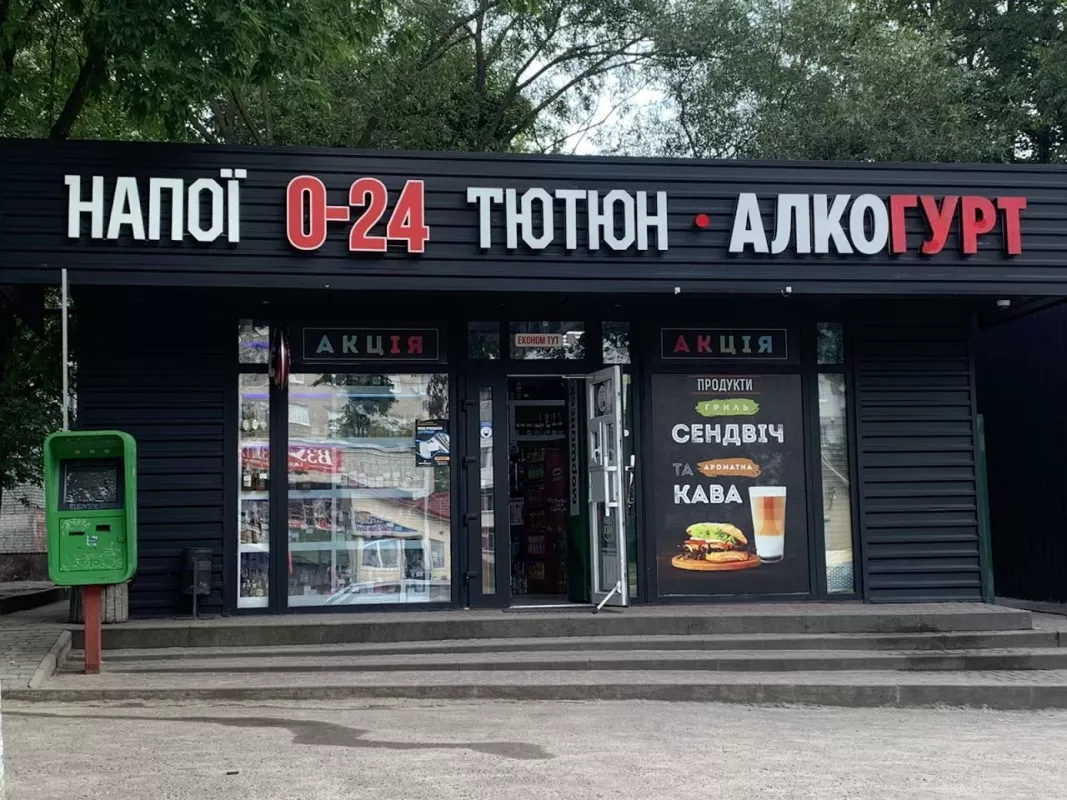 НАПОЇ 0-24 ТЮТЮН • АЛКОГУРТ
АКЦІЯ
ЕКОНОМ ТУТ
АКЦІЯ
ПРОДУКТИ
ГРИЛЬ
СЕНДВІЧ
ТА АРОМАТНА
КАВА